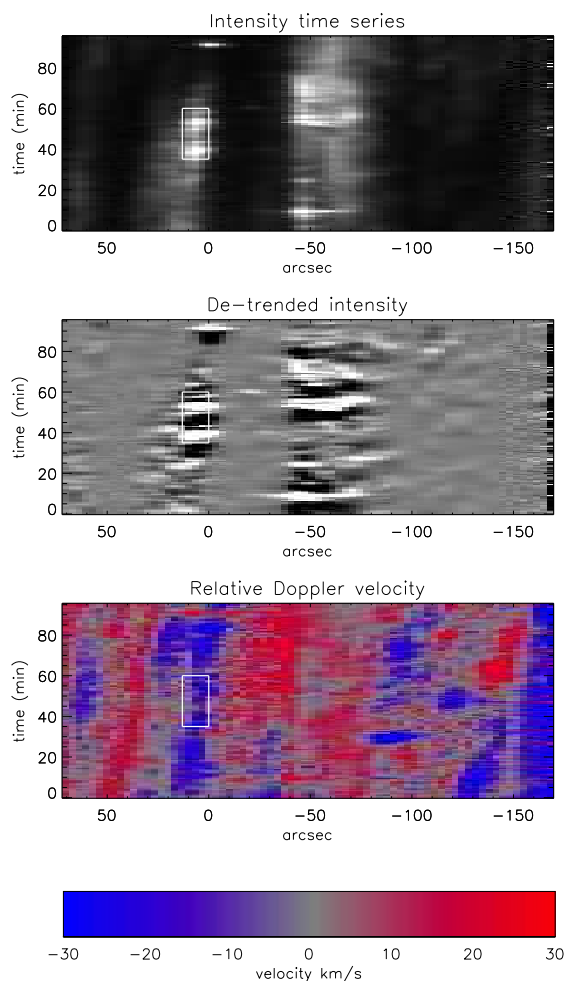 Intensity time series
80
60
40
20
0
time (min)
50 0 −50 −100 −150
arcsec
De−trended intensity
80
60
40
20
0
time (min)
50 0 −50 −100 −150
arcsec
Relative Doppler velocity
80
60
40
20
0
time (min)
50 0 −50 −100 −150
arcsec
−30 −20 −10 0 10 20 30
velocity km/s